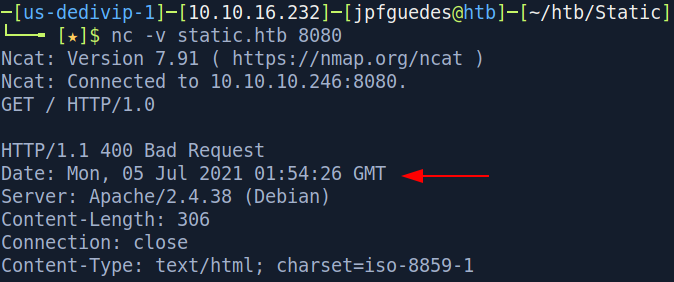 ─[us-dedivip-1]─[10.10.16.232]─[jpfguedes@htb]─[~/htb/Static]
└──╼ [★]$ nc -v static.htb 8080
Ncat: Version 7.91 ( https://nmap.org/ncat )
Ncat: Connected to 10.10.10.246:8080.
GET / HTTP/1.0
HTTP/1.1 400 Bad Request
Date: Mon, 05 Jul 2021 01:54:26 GMT
Server: Apache/2.4.38 (Debian)
Content-Length: 306
Connection: close
Content-Type: text/html; charset=iso-8859-1